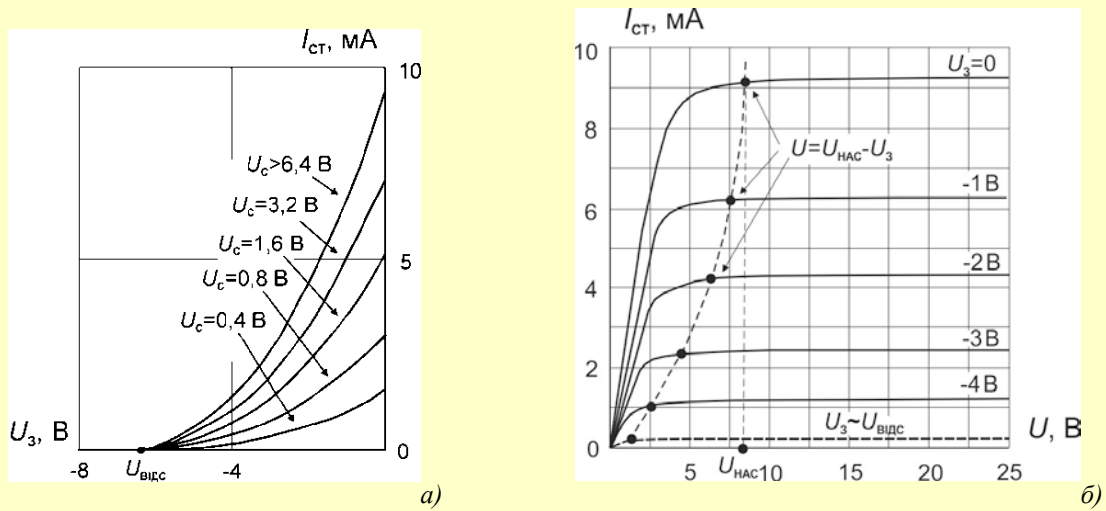 Iст, мА
10
Uс>6,4 В
Uс=3,2 В
Uс=1,6 В
5
Uс=0,8 В
Uс=0,4 В
Uз, В
0
-8
Uвідс
-4
а)
Iст, мА
10
Uз=0
8
U=Uнас-Uз
6
-1В
-2В
4
-3В
2
-4В
Uз~Uвідс
0
U, В
5
Uнас
10
15
20
25
б)